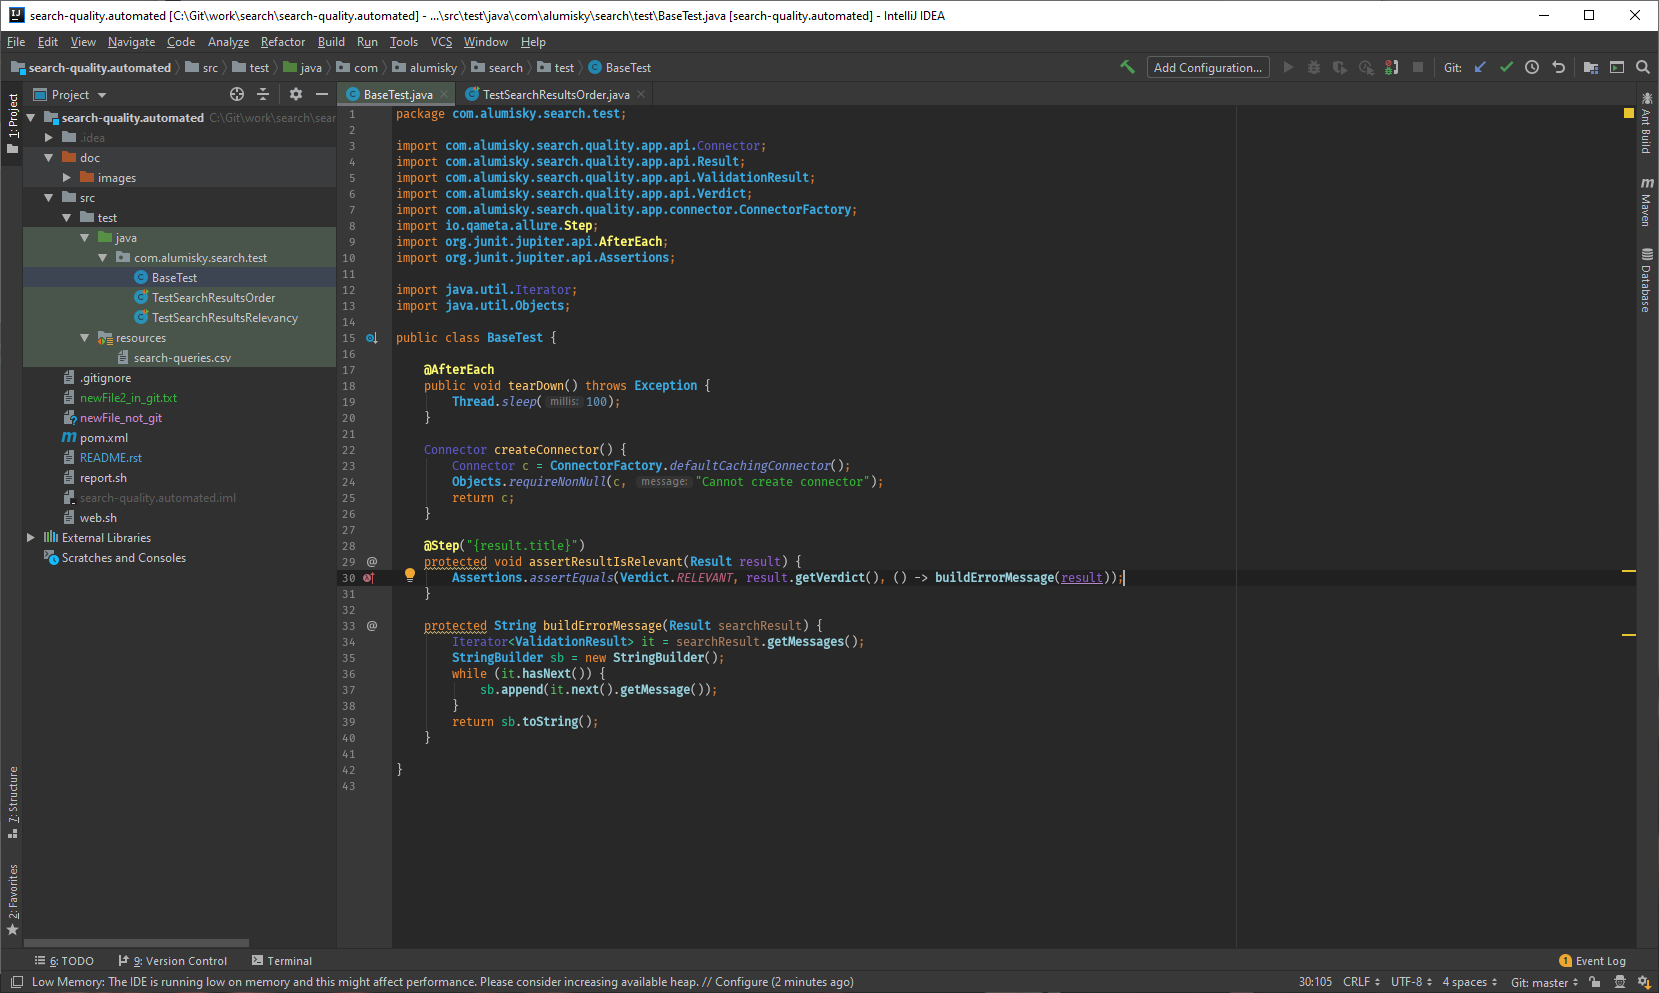 search-quality.automated [C:\Git\work\search\search-quality.automated] - ...\src\test\java\com\alumisky\search\test\BaseTest.java [search-quality.automated] - IntelliJ IDEA
File Edit View Navigate Code Analyze Refactor Build Run Tools VCS Window Help
search-quality.automated src test java com alumisky search test BaseTest Add Configuration... Git:
1: Project
7: Structure
2: Favorites
Project
search-quality.automated C:\Git\work\search\sear
.idea
doc
images
src
test
java
com.alumisky.search.test
BaseTest
TestSearchResultsOrder
TestSearchResultsRelevancy
resources
search-queries.csv
.gitignore
newFile2_in_git.txt
newFile_not_git
pom.xml
README.rst
report.sh
search-quality.automated.iml
web.sh
External Libraries
Scratches and Consoles
BaseTest.java TestSearchResultsOrder.java
1 package com.alumisky.search.test;
2
3 import com.alumisky.search.quality.app.api.Connector;
4 import com.alumisky.search.quality.app.api.Result;
5 import com.alumisky.search.quality.app.api.ValidationResult;
6 import com.alumisky.search.quality.app.api.Verdict;
7 import com.alumisky.search.quality.app.connector.ConnectorFactory;
8 import io.qameta.allure.Step;
9 import org.junit.jupiter.api.AfterEach;
10 import org.junit.jupiter.api.Assertions;
11
12 import java.util.Iterator;
13 import java.util.Objects;
14
15 public class BaseTest {
16
17 @AfterEach
18 public void tearDown() throws Exception {
19 Thread.sleep( millis: 100);
20 }
21
22 Connector createConnector() {
23 Connector c = ConnectorFactory.defaultCachingConnector();
24 Objects.requireNonNull(c, message: "Cannot create connector");
25 return c;
26 }
27
28 @Step("{result.title}")
29 @ protected void assertResultIsRelevant(Result result) {
30 Assertions.assertEquals(Verdict.RELEVANT, result.getVerdict(), () -> buildErrorMessage(result));
31 }
32
33 @ protected String buildErrorMessage(Result searchResult) {
34 Iterator<ValidationResult> it = searchResult.getMessages();
35 StringBuilder sb = new StringBuilder();
36 while (it.hasNext()) {
37 sb.append(it.next().getMessage());
38 }
39 return sb.toString();
40 }
41
42 }
43
Ant Build
Maven
Database
6: TODO 9: Version Control Terminal 1 Event Log
Low Memory: The IDE is running low on memory and this might affect performance. Please consider increasing available heap. // Configure (2 minutes ago) 30:105 CRLF UTF-8 4 spaces Git: master